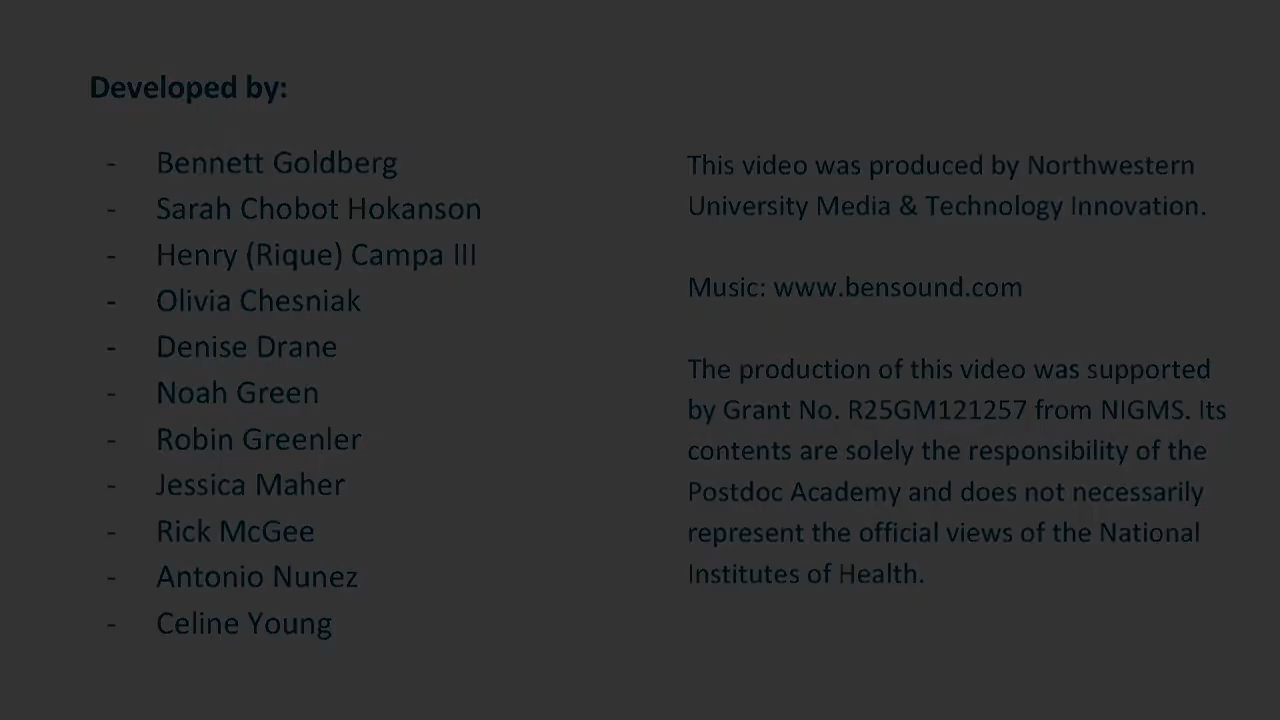 Developed by:
- Bennett Goldberg
- Sarah Chobot Hokanson
- Henry (Rique) Campa III
- Olivia Chesniak
- Denise Drane
- Noah Green
- Robin Greenler
- Jessica Maher
- Rick McGee
- Antonio Nunez
- Celine Young
This video was produced by Northwestern
University Media & Technology Innovation.
Music: www.bensound.com
The production of this video was supported
by Grant No. R25GM121257 from NIGMS. Its
contents are solely the responsibility of the
Postdoc Academy and does not necessarily
represent the official views of the National
Institutes of Health.